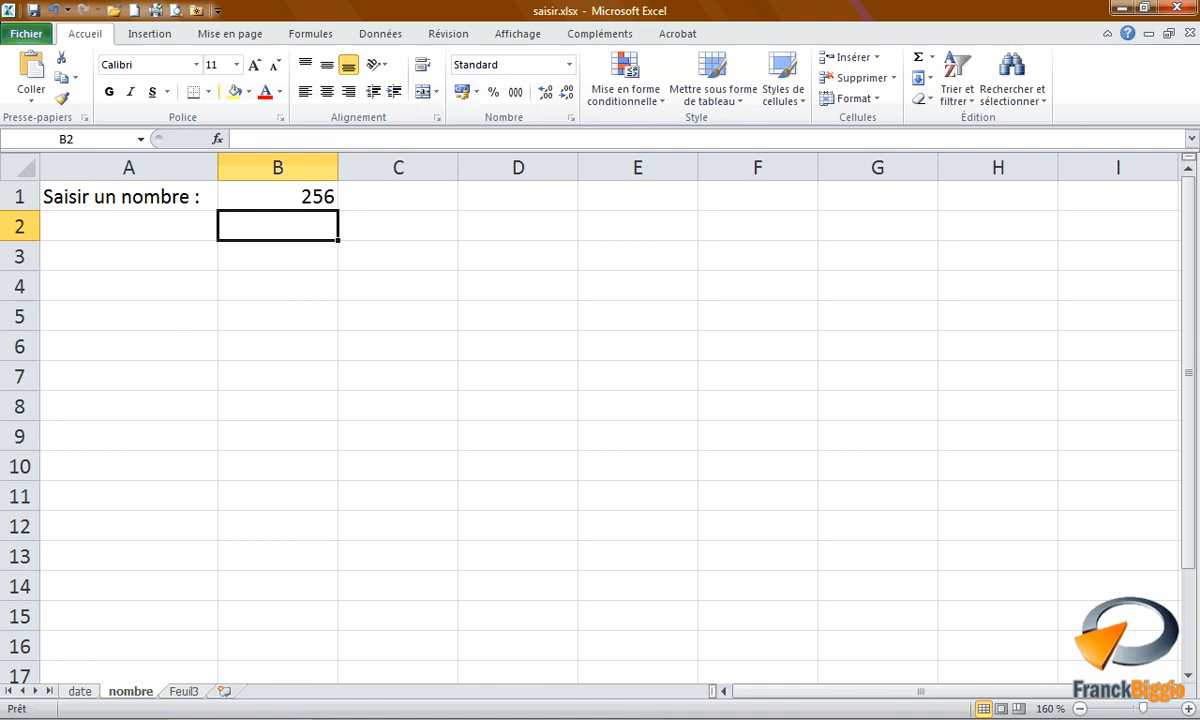 saisir.xlsx - Microsoft Excel
Fichier Accueil Insertion Mise en page Formules Données Révision Affichage Compléments Acrobat
Coller
Presse-papiers
Calibri 11
G I S
Police
Alignement
Standard
% 000
Nombre
Mise en forme conditionnelle
Mettre sous forme de tableau
Styles de cellules
Style
Insérer
Supprimer
Format
Cellules
Σ
Trier et filtrer
Rechercher et sélectionner
Édition
B2 fx
A B C D E F G H I
1 Saisir un nombre : 256
2
3
4
5
6
7
8
9
10
11
12
13
14
15
16
17
FranckBiggio
date nombre Feuil3
Prêt 160 %